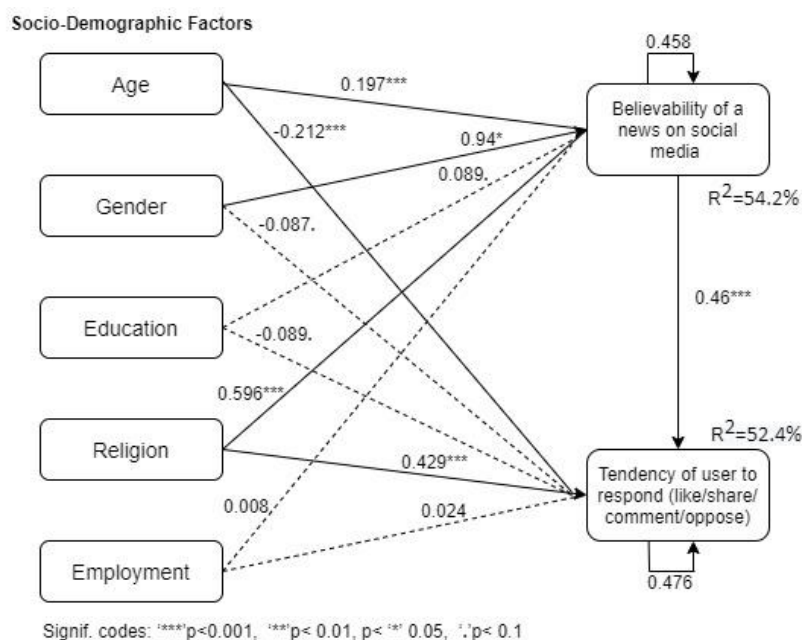 Socio-Demographic Factors
Age
Gender
Education
Religion
Employment
0.197***
-0.212***
0.94*
0.089.
-0.087.
-0.089.
0.596***
0.429***
0.008
0.024
0.458
Believability of a
news on social
media
R²=54.2%
0.46***
R²=52.4%
Tendency of user to
respond (like/share/
comment/oppose)
0.476
Signif. codes: ‘***’p<0.001, ‘**’p< 0.01, p< ‘*’ 0.05, ‘.’p< 0.1